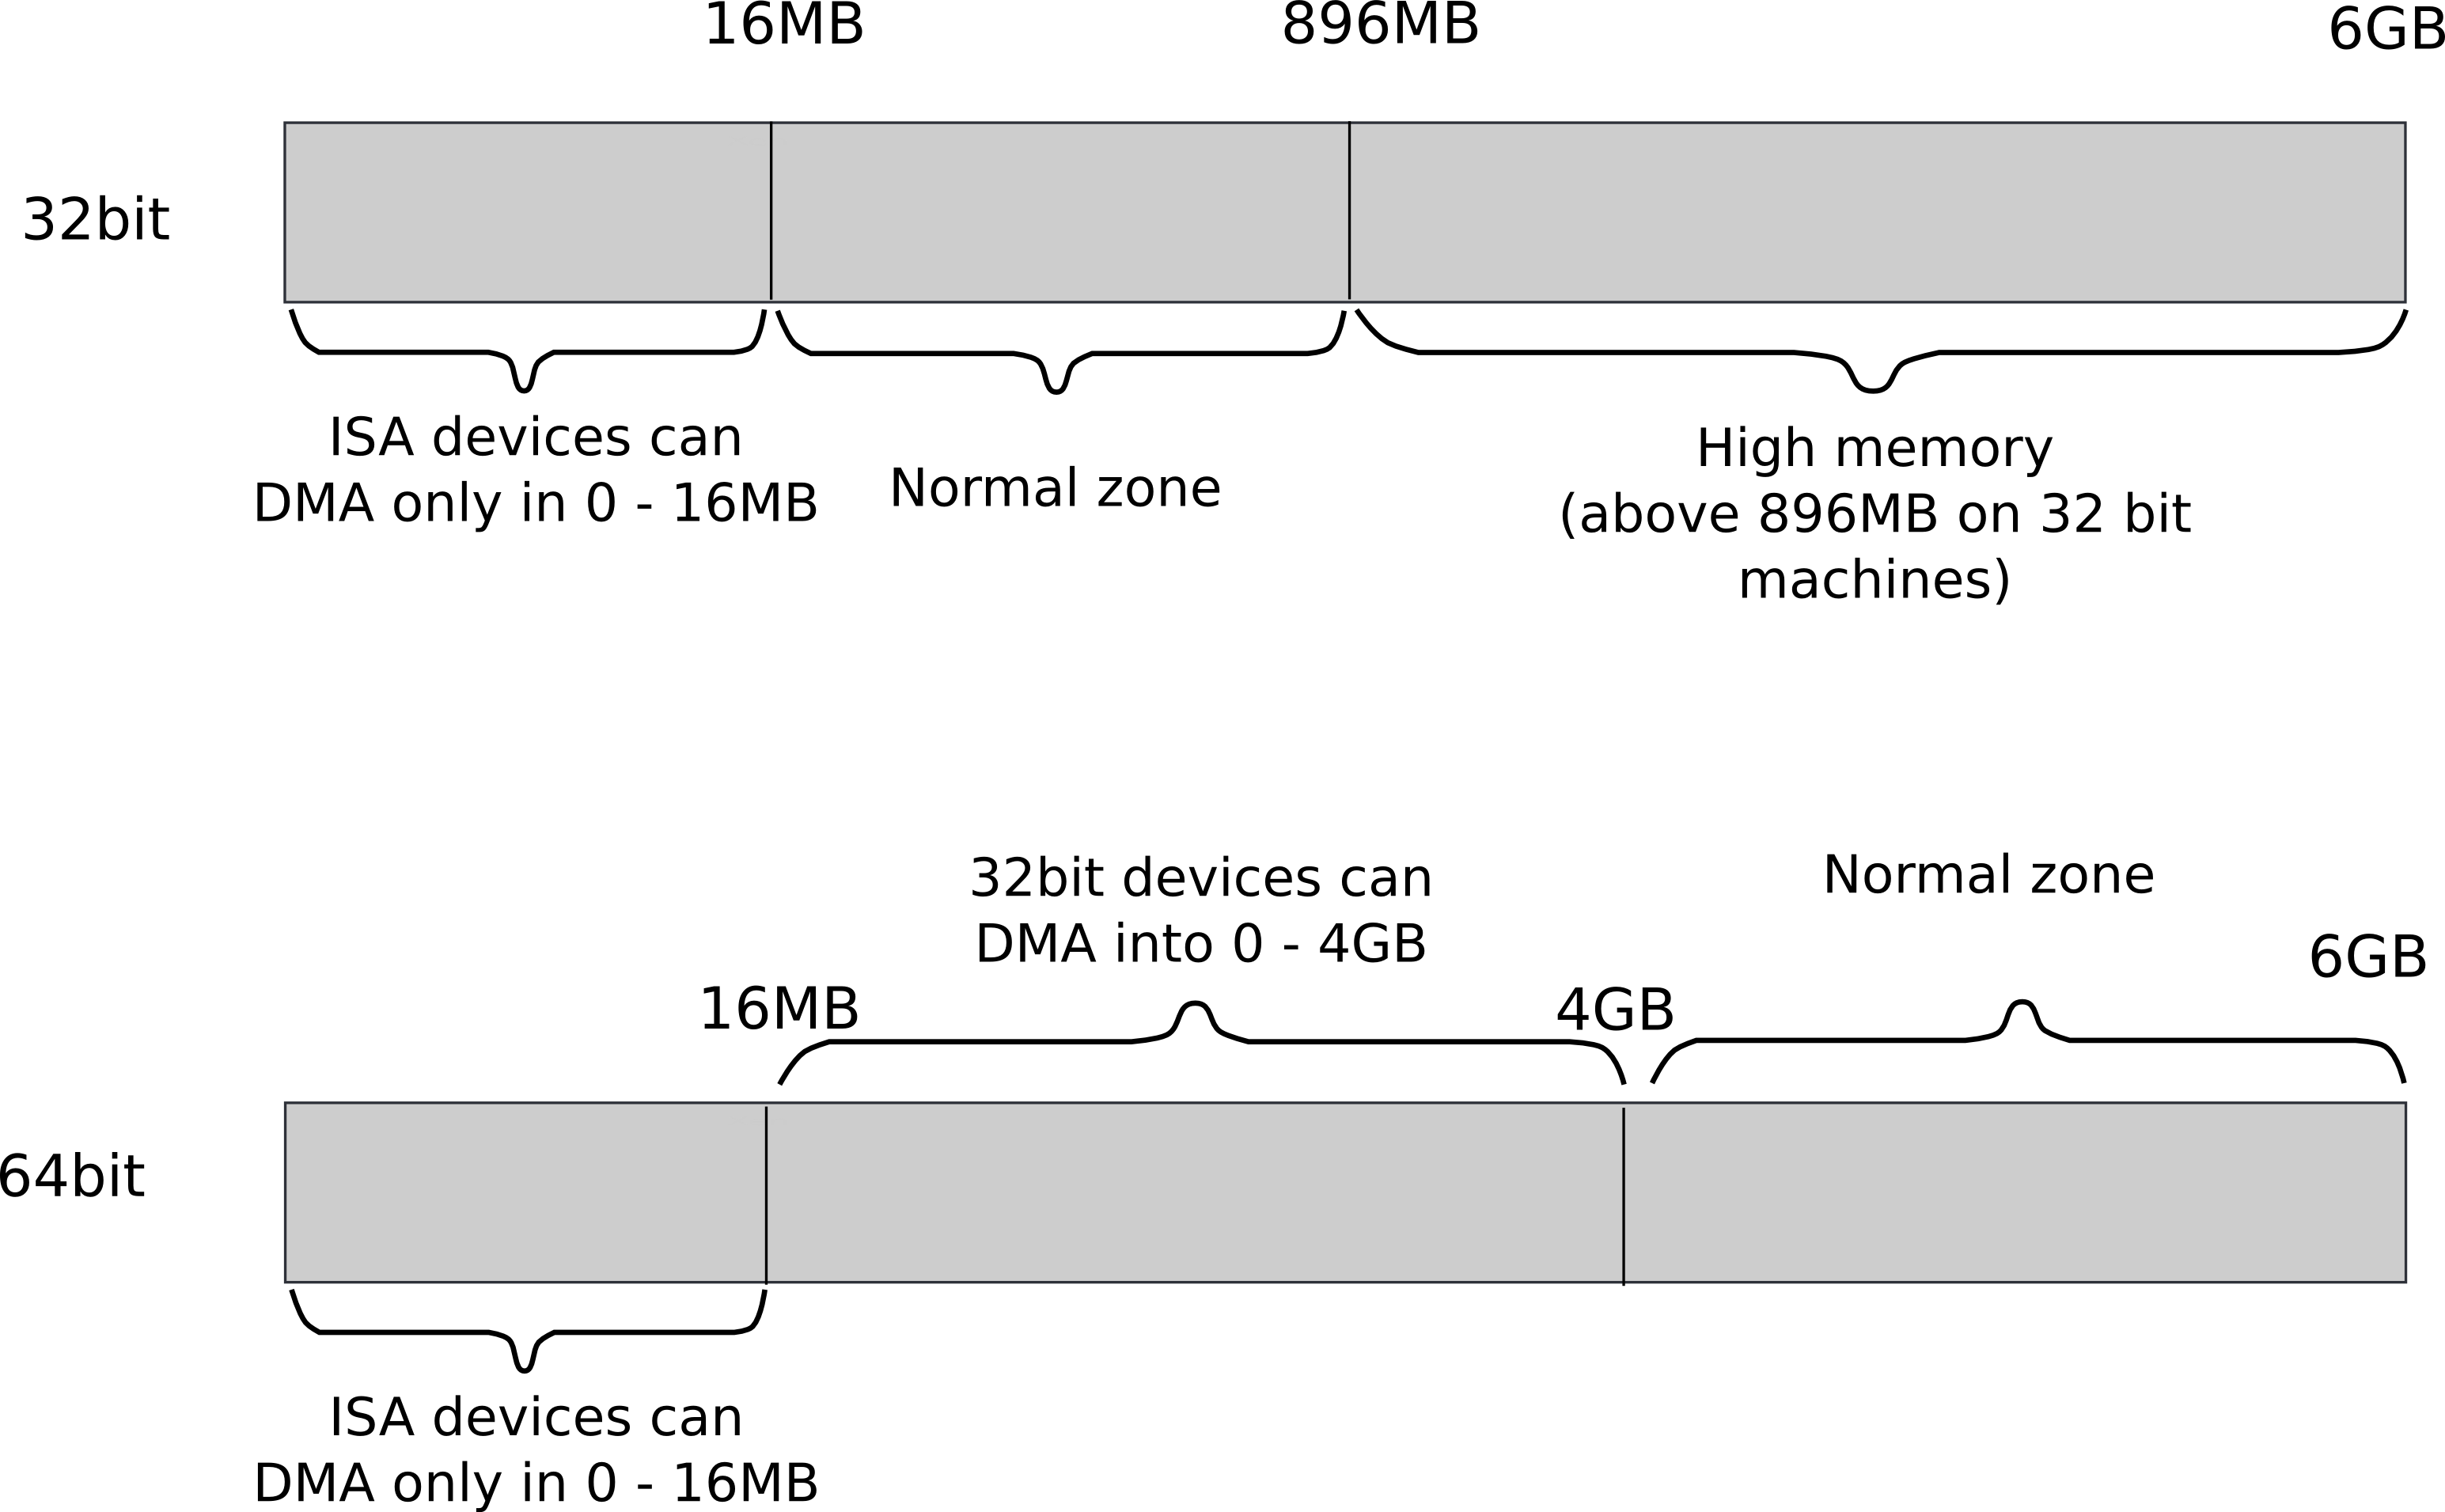 16MB
896MB
6GB
32bit
ISA devices can
DMA only in 0 - 16MB
Normal zone
High memory
(above 896MB on 32 bit
machines)
32bit devices can
DMA into 0 - 4GB
Normal zone
16MB
4GB
6GB
64bit
ISA devices can
DMA only in 0 - 16MB